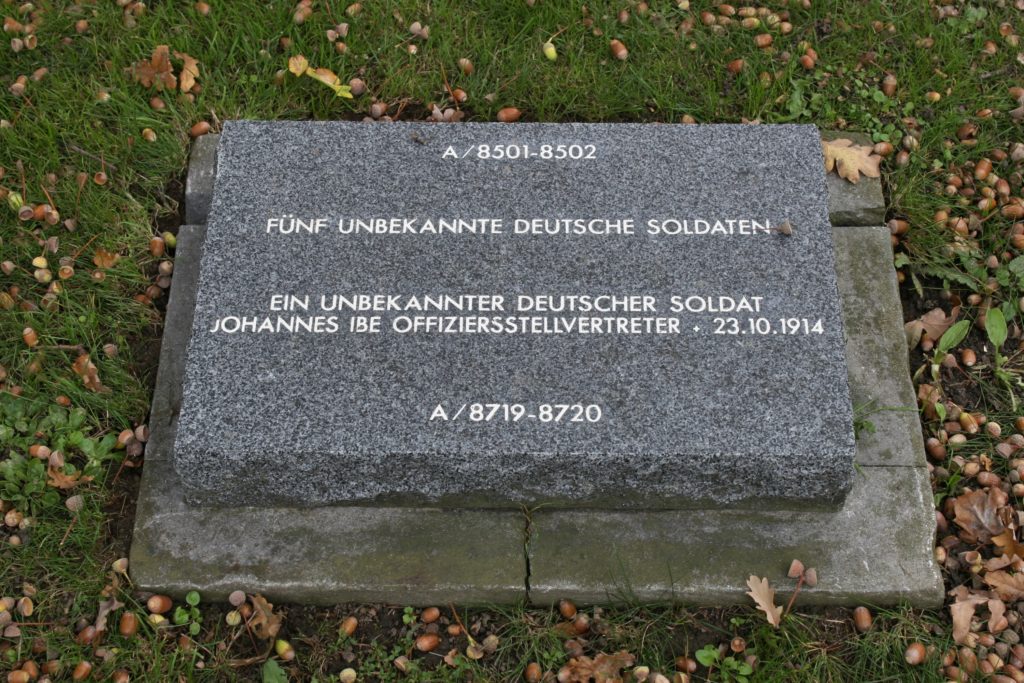 A/8501-8502
FÜNF UNBEKANNTE DEUTSCHE SOLDATEN
EIN UNBEKANNTER DEUTSCHER SOLDAT
JOHANNES IBE OFFIZIERSSTELLVERTRETER + 23.10.1914
A/8719-8720